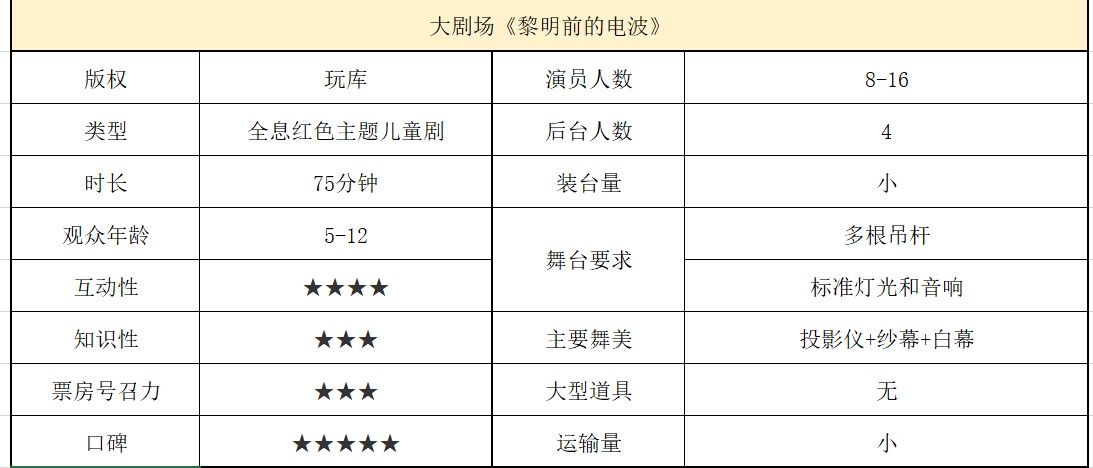 大剧场《黎明前的电波》
版权 玩库 演员人数 8-16
类型 全息红色主题儿童剧 后台人数 4
时长 75分钟 装台量 小
观众年龄 5-12 舞台要求 多根吊杆
互动性 ★★★★ 标准灯光和音响
知识性 ★★★ 主要舞美 投影仪+纱幕+白幕
票房号召力 ★★★ 大型道具 无
口碑 ★★★★★ 运输量 小